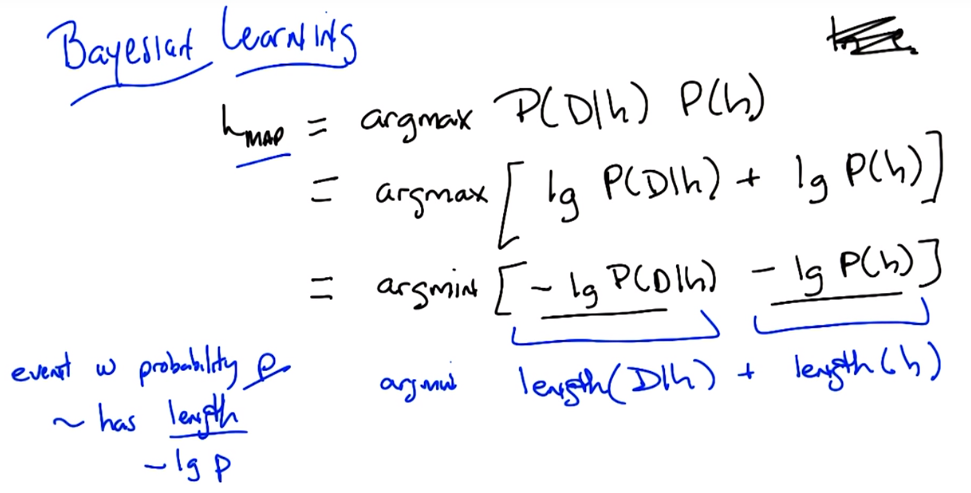 Bayesian Learning
h_MAP = argmax P(D|h) P(h)
= argmax [ lg P(D|h) + lg P(h) ]
= argmin [ - lg P(D|h) - lg P(h) ]
event w probability p
argmin length(D|h) + length(h)
~ has length
- lg p